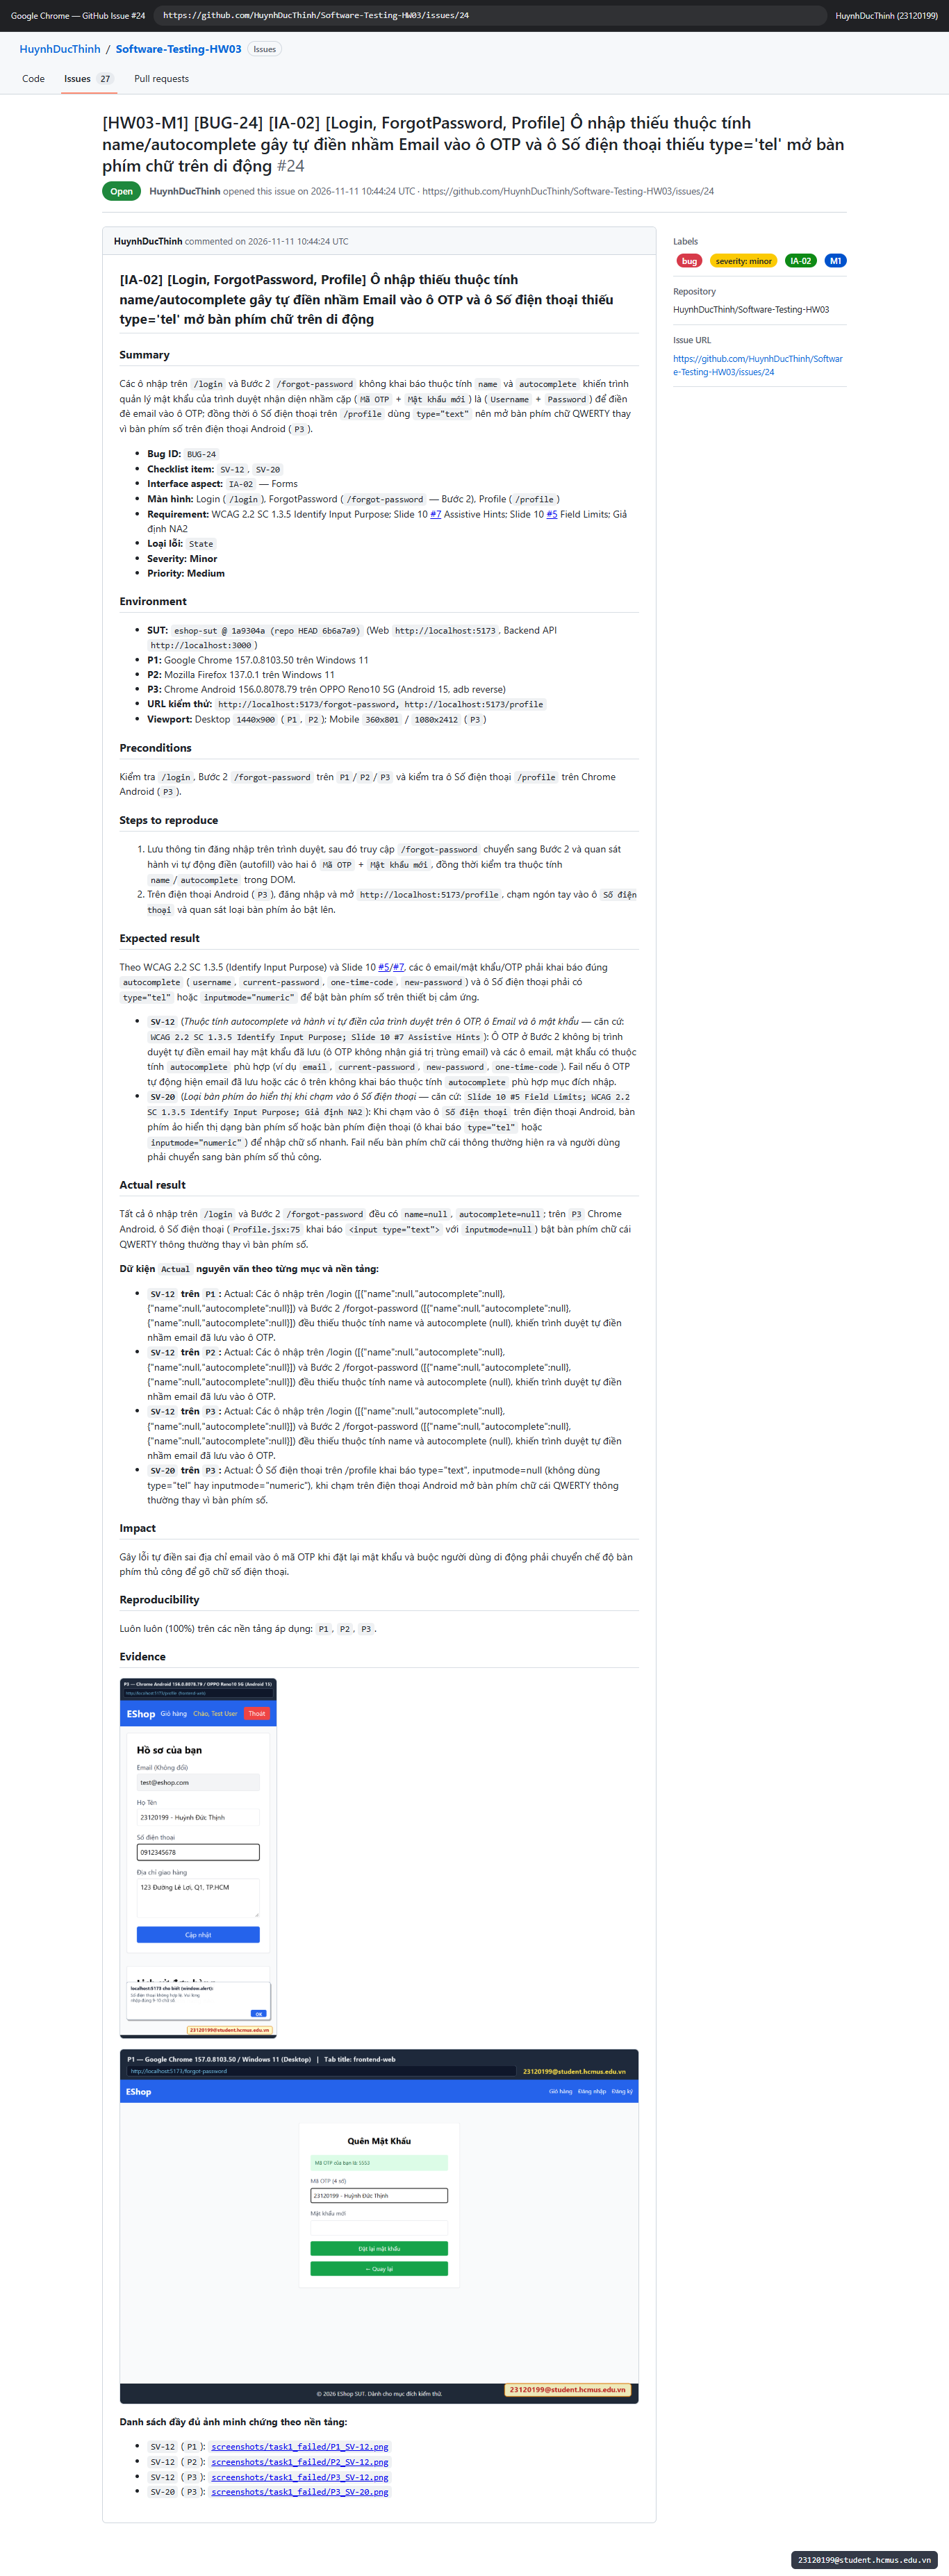 Google Chrome — GitHub Issue #24
https://github.com/HuynhDucThinh/Software-Testing-HW03/issues/24
HuynhDucThinh (23120199)
HuynhDucThinh / Software-Testing-HW03 Issues
Code Issues 27 Pull requests
[HW03-M1] [BUG-24] [IA-02] [Login, ForgotPassword, Profile] Ô nhập thiếu thuộc tính
name/autocomplete gây tự điền nhầm Email vào ô OTP và ô Số điện thoại thiếu type='tel' mở bàn
phím chữ trên di động #24
Open HuynhDucThinh opened this issue on 2026-11-11 10:44:24 UTC · https://github.com/HuynhDucThinh/Software-Testing-HW03/issues/24
HuynhDucThinh commented on 2026-11-11 10:44:24 UTC
[IA-02] [Login, ForgotPassword, Profile] Ô nhập thiếu thuộc tính
name/autocomplete gây tự điền nhầm Email vào ô OTP và ô Số điện thoại thiếu
type='tel' mở bàn phím chữ trên di động
Summary
Các ô nhập trên /login và Bước 2 /forgot-password không khai báo thuộc tính name và autocomplete khiến trình
quản lý mật khẩu của trình duyệt nhận diện nhầm cặp ( Mã OTP + Mật khẩu mới ) là ( Username + Password ) để điền
đè email vào ô OTP; đồng thời ô Số điện thoại trên /profile dùng type="text" nên mở bàn phím chữ QWERTY thay
vì bàn phím số trên điện thoại Android ( P3 ).
Bug ID: BUG-24
Checklist item: SV-12, SV-20
Interface aspect: IA-02 — Forms
Màn hình: Login ( /login ), ForgotPassword ( /forgot-password — Bước 2), Profile ( /profile )
Requirement: WCAG 2.2 SC 1.3.5 Identify Input Purpose; Slide 10 #7 Assistive Hints; Slide 10 #5 Field Limits; Giả
định NA2
Loại lỗi: State
Severity: Minor
Priority: Medium
Environment
SUT: eshop-sut @ 1a9304a (repo HEAD 6b6a7a9) (Web http://localhost:5173, Backend API
http://localhost:3000)
P1: Google Chrome 157.0.8103.50 trên Windows 11
P2: Mozilla Firefox 137.0.1 trên Windows 11
P3: Chrome Android 156.0.8078.79 trên OPPO Reno10 5G (Android 15, adb reverse)
URL kiểm thử: http://localhost:5173/forgot-password, http://localhost:5173/profile
Viewport: Desktop 1440x900 ( P1, P2 ); Mobile 360x801 / 1080x2412 ( P3 )
Preconditions
Kiểm tra /login, Bước 2 /forgot-password trên P1 / P2 / P3 và kiểm tra ô Số điện thoại /profile trên Chrome
Android ( P3 ).
Steps to reproduce
1. Lưu thông tin đăng nhập trên trình duyệt, sau đó truy cập /forgot-password chuyển sang Bước 2 và quan sát
hành vi tự động điền (autofill) vào hai ô Mã OTP + Mật khẩu mới, đồng thời kiểm tra thuộc tính
name / autocomplete trong DOM.
2. Trên điện thoại Android ( P3 ), đăng nhập và mở http://localhost:5173/profile, chạm ngón tay vào ô Số điện
thoại và quan sát loại bàn phím ảo bật lên.
Expected result
Theo WCAG 2.2 SC 1.3.5 (Identify Input Purpose) và Slide 10 #5/#7, các ô email/mật khẩu/OTP phải khai báo đúng
autocomplete ( username, current-password, one-time-code, new-password ) và ô Số điện thoại phải có
type="tel" hoặc inputmode="numeric" để bật bàn phím số trên thiết bị cảm ứng.
SV-12 (Thuộc tính autocomplete và hành vi tự điền của trình duyệt trên ô OTP, ô Email và ô mật khẩu — căn cứ:
WCAG 2.2 SC 1.3.5 Identify Input Purpose; Slide 10 #7 Assistive Hints ): Ô OTP ở Bước 2 không bị trình
duyệt tự điền email hay mật khẩu đã lưu (ô OTP không nhận giá trị trùng email) và các ô email, mật khẩu có thuộc
tính autocomplete phù hợp (ví dụ email, current-password, new-password, one-time-code ). Fail nếu ô OTP
tự động hiện email đã lưu hoặc các ô trên không khai báo thuộc tính autocomplete phù hợp mục đích nhập.
SV-20 (Loại bàn phím ảo hiển thị khi chạm vào ô Số điện thoại — căn cứ: Slide 10 #5 Field Limits; WCAG 2.2
SC 1.3.5 Identify Input Purpose; Giả định NA2 ): Khi chạm vào ô Số điện thoại trên điện thoại Android, bàn
phím ảo hiển thị dạng bàn phím số hoặc bàn phím điện thoại (ô khai báo type="tel" hoặc
inputmode="numeric" ) để nhập chữ số nhanh. Fail nếu bàn phím chữ cái thông thường hiện ra và người dùng
phải chuyển sang bàn phím số thủ công.
Actual result
Tất cả ô nhập trên /login và Bước 2 /forgot-password đều có name=null, autocomplete=null; trên P3 Chrome
Android, ô Số điện thoại ( Profile.jsx:75 khai báo <input type="text"> với inputmode=null ) bật bàn phím chữ cái
QWERTY thông thường thay vì bàn phím số.
Dữ kiện Actual nguyên văn theo từng mục và nền tảng:
SV-12 trên P1 : Actual: Các ô nhập trên /login ([{"name":null,"autocomplete":null},
{"name":null,"autocomplete":null}]) và Bước 2 /forgot-password ([{"name":null,"autocomplete":null},
{"name":null,"autocomplete":null}]) đều thiếu thuộc tính name và autocomplete (null), khiến trình duyệt tự điền
nhầm email đã lưu vào ô OTP.
SV-12 trên P2 : Actual: Các ô nhập trên /login ([{"name":null,"autocomplete":null},
{"name":null,"autocomplete":null}]) và Bước 2 /forgot-password ([{"name":null,"autocomplete":null},
{"name":null,"autocomplete":null}]) đều thiếu thuộc tính name và autocomplete (null), khiến trình duyệt tự điền
nhầm email đã lưu vào ô OTP.
SV-12 trên P3 : Actual: Các ô nhập trên /login ([{"name":null,"autocomplete":null},
{"name":null,"autocomplete":null}]) và Bước 2 /forgot-password ([{"name":null,"autocomplete":null},
{"name":null,"autocomplete":null}]) đều thiếu thuộc tính name và autocomplete (null), khiến trình duyệt tự điền
nhầm email đã lưu vào ô OTP.
SV-20 trên P3 : Actual: Ô Số điện thoại trên /profile khai báo type="text", inputmode=null (không dùng
type="tel" hay inputmode="numeric"), khi chạm trên điện thoại Android mở bàn phím chữ cái QWERTY thông
thường thay vì bàn phím số.
Impact
Gây lỗi tự điền sai địa chỉ email vào ô mã OTP khi đặt lại mật khẩu và buộc người dùng di động phải chuyển chế độ bàn
phím thủ công để gõ chữ số điện thoại.
Reproducibility
Luôn luôn (100%) trên các nền tảng áp dụng: P1, P2, P3.
Evidence
P3 — Chrome Android 156.0.8078.79 / OPPO Reno10 5G (Android 15)
EShop Giỏ hàng Chào, Test User Thoát
Hồ sơ của bạn
Email (Không đổi)
test@eshop.com
Họ Tên
23120199 - Huỳnh Đức Thịnh
Số điện thoại
0912345678
Địa chỉ giao hàng
123 Đường Lê Lợi, Q1, TP.HCM
Cập nhật
localhost:5173 cho biết (window.alert):
OK
23120199@student.hcmus.edu.vn
P1 — Google Chrome 157.0.8103.50 / Windows 11 (Desktop) | Tab title: frontend-web
http://localhost:5173/forgot-password
23120199@student.hcmus.edu.vn
EShop Giỏ hàng Đăng nhập Đăng ký
Quên Mật Khẩu
Mã OTP của bạn là: 5553
Mã OTP (4 số)
23120199 - Huỳnh Đức Thịnh
Mật khẩu mới
Đặt lại mật khẩu
← Quay lại
© 2026 EShop SUT. Dành cho mục đích kiểm thử.
23120199@student.hcmus.edu.vn
Danh sách đầy đủ ảnh minh chứng theo nền tảng:
SV-12 ( P1 ): screenshots/task1_failed/P1_SV-12.png
SV-12 ( P2 ): screenshots/task1_failed/P2_SV-12.png
SV-12 ( P3 ): screenshots/task1_failed/P3_SV-12.png
SV-20 ( P3 ): screenshots/task1_failed/P3_SV-20.png
Labels
bug severity: minor IA-02 M1
Repository
HuynhDucThinh/Software-Testing-HW03
Issue URL
https://github.com/HuynhDucThinh/Softwar
e-Testing-HW03/issues/24
23120199@student.hcmus.edu.vn